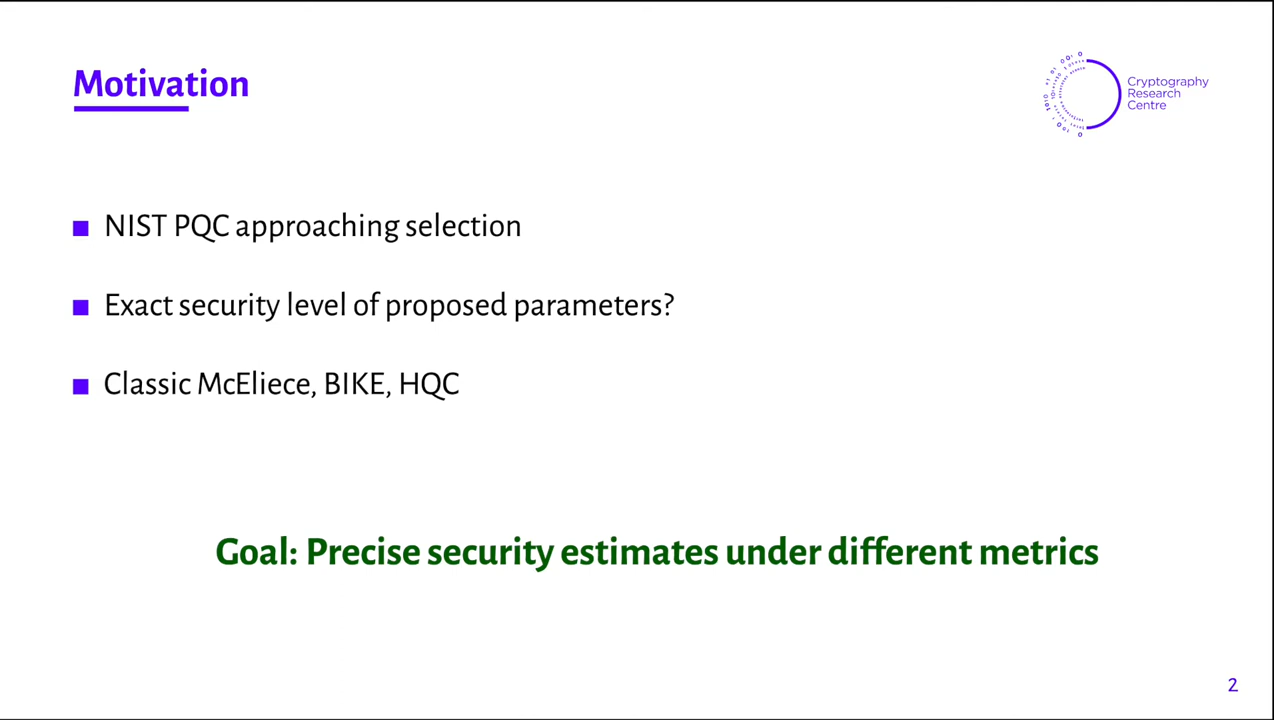 Motivation
Cryptography
Research
Centre
NIST PQC approaching selection
Exact security level of proposed parameters?
Classic McEliece, BIKE, HQC
Goal: Precise security estimates under different metrics
2